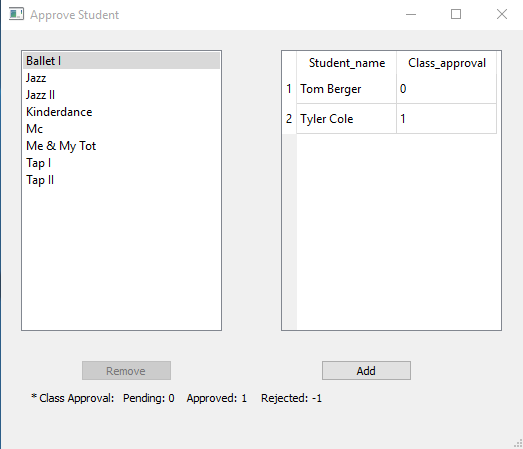 Approve Student
Ballet I
Jazz
Jazz II
Kinderdance
Mc
Me & My Tot
Tap I
Tap II
Student_name Class_approval
1 Tom Berger 0
2 Tyler Cole 1
Remove
Add
* Class Approval: Pending: 0 Approved: 1 Rejected: -1